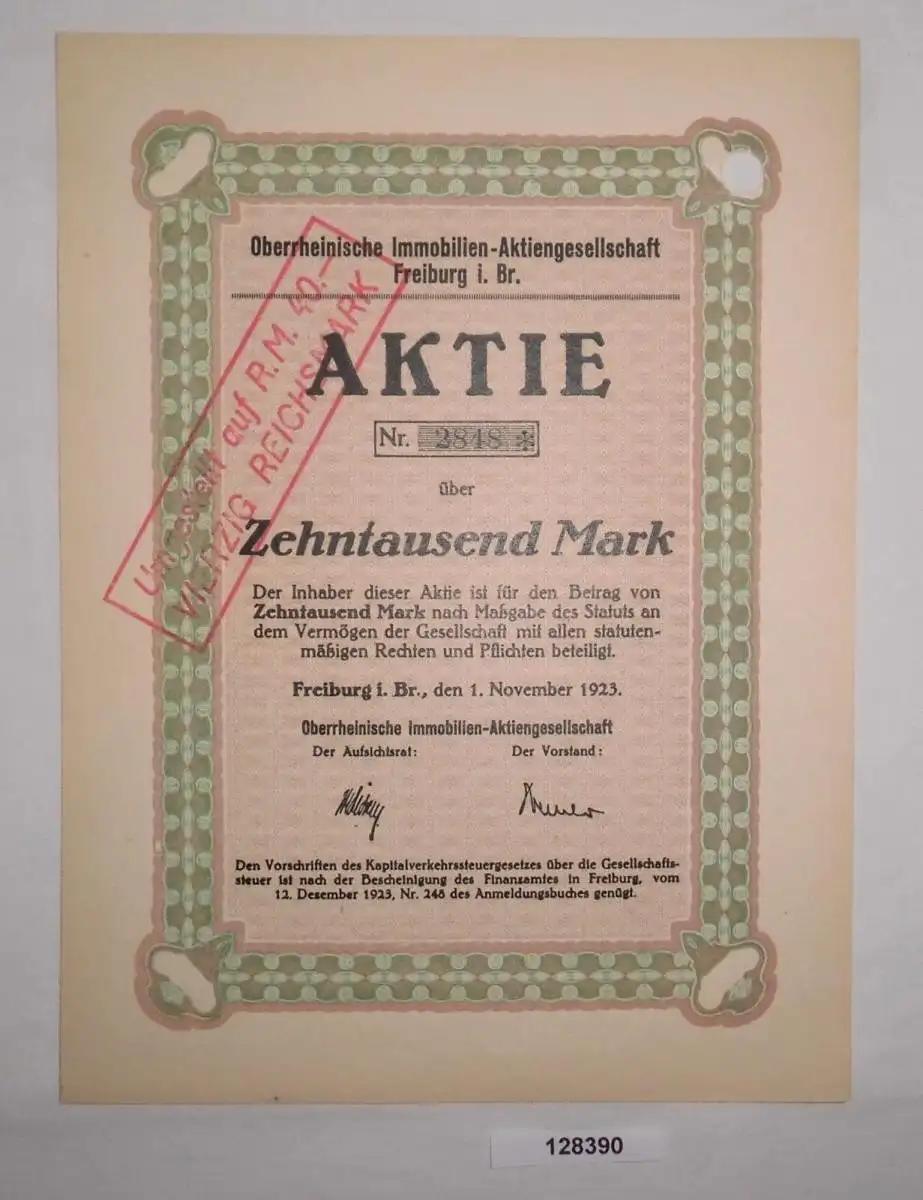 Oberrheinische Immobilien-Aktiengesellschaft
Freiburg i. Br.
Umgestellt auf R.M. 40.—
VIERZIG REICHSMARK
AKTIE
Nr. 2848 *
über
Zehntausend Mark
Der Inhaber dieser Aktie ist für den Betrag von
Zehntausend Mark nach Maßgabe des Statuts an
dem Vermögen der Gesellschaft mit allen statuten-
mäßigen Rechten und Pflichten beteiligt.
Freiburg i. Br., den 1. November 1923.
Oberrheinische Immobilien-Aktiengesellschaft
Der Aufsichtsrat: Der Vorstand:
Den Vorschriften des Kapitalverkehrssteuergesetzes über die Gesellschafts-
steuer ist nach der Bescheinigung des Finanzamtes in Freiburg, vom
12. Dezember 1923, Nr. 248 des Anmeldungsbuches genügt.
128390